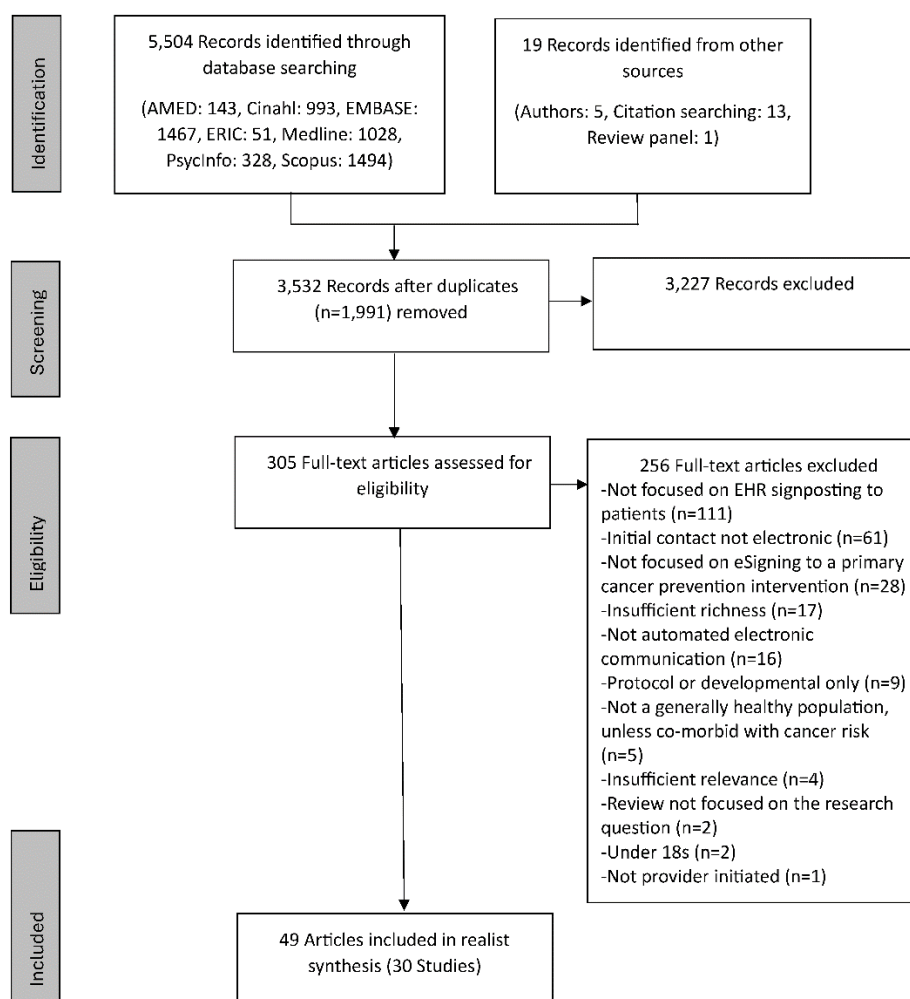 Identification
5,504 Records identified through
database searching
(AMED: 143, Cinahl: 993, EMBASE:
1467, ERIC: 51, Medline: 1028,
PsycInfo: 328, Scopus: 1494)
19 Records identified from other
sources
(Authors: 5, Citation searching: 13,
Review panel: 1)
Screening
3,532 Records after duplicates
(n=1,991) removed
3,227 Records excluded
Eligibility
305 Full-text articles assessed for
eligibility
256 Full-text articles excluded
-Not focused on EHR signposting to
patients (n=111)
-Initial contact not electronic (n=61)
-Not focused on eSigning to a primary
cancer prevention intervention (n=28)
-Insufficient richness (n=17)
-Not automated electronic
communication (n=16)
-Protocol or developmental only (n=9)
-Not a generally healthy population,
unless co-morbid with cancer risk
(n=5)
-Insufficient relevance (n=4)
-Review not focused on the research
question (n=2)
-Under 18s (n=2)
-Not provider initiated (n=1)
Included
49 Articles included in realist
synthesis (30 Studies)